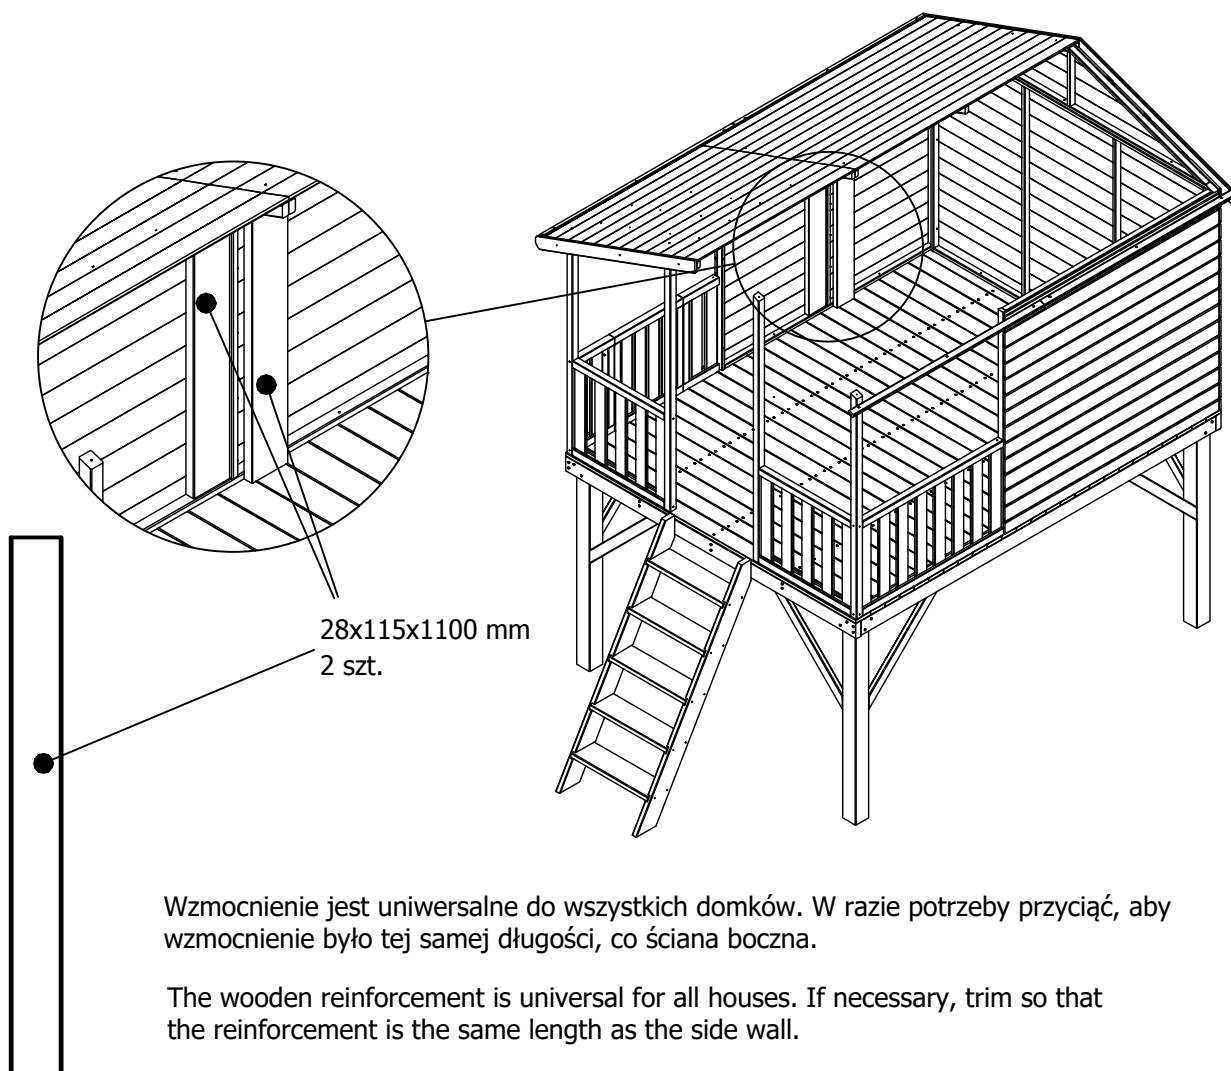 28x115x1100 mm
2 szt.
Wzmocnienie jest uniwersalne do wszystkich domków. W razie potrzeby przyciąć, aby
wzmocnienie było tej samej długości, co ściana boczna.
The wooden reinforcement is universal for all houses. If necessary, trim so that
the reinforcement is the same length as the side wall.